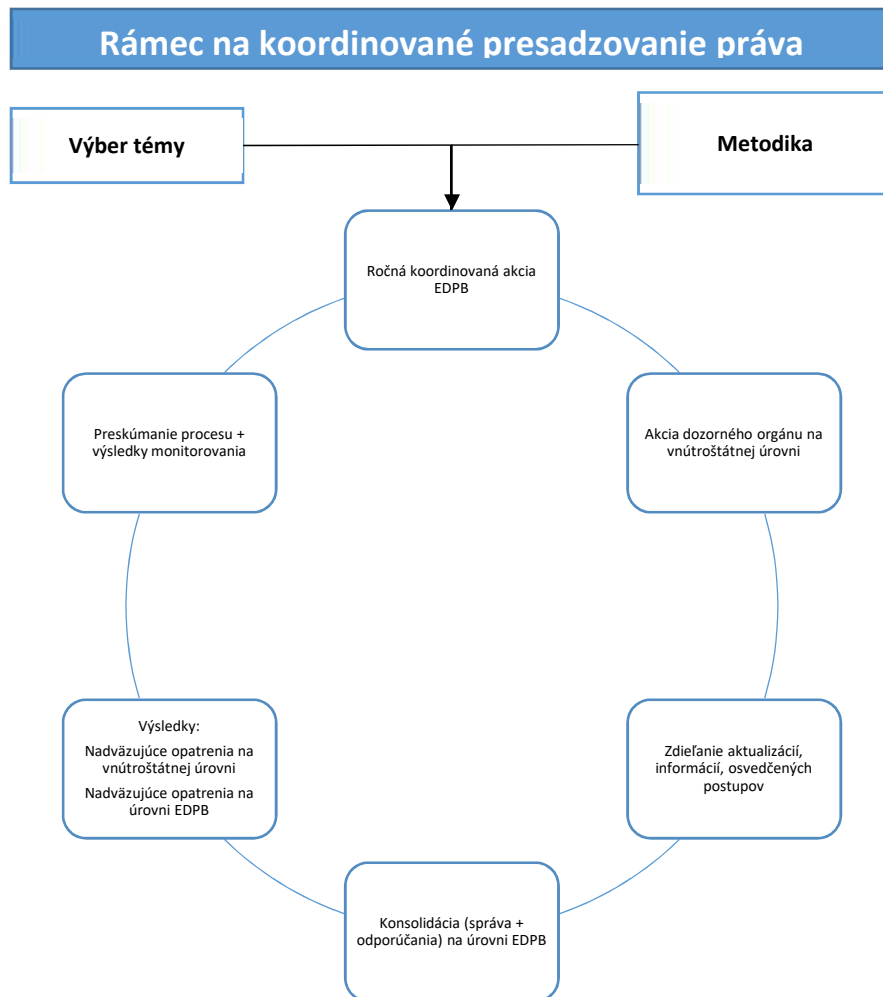 Rámec na koordinované presadzovanie práva
Výber témy
Metodika
Ročná koordinovaná akcia
EDPB
Preskúmanie procesu +
výsledky monitorovania
Akcia dozorného orgánu na
vnútroštátnej úrovni
Výsledky:
Nadväzujúce opatrenia na
vnútroštátnej úrovni
Nadväzujúce opatrenia na
úrovni EDPB
Zdieľanie aktualizácií,
informácií, osvedčených
postupov
Konsolidácia (správa +
odporúčania) na úrovni EDPB